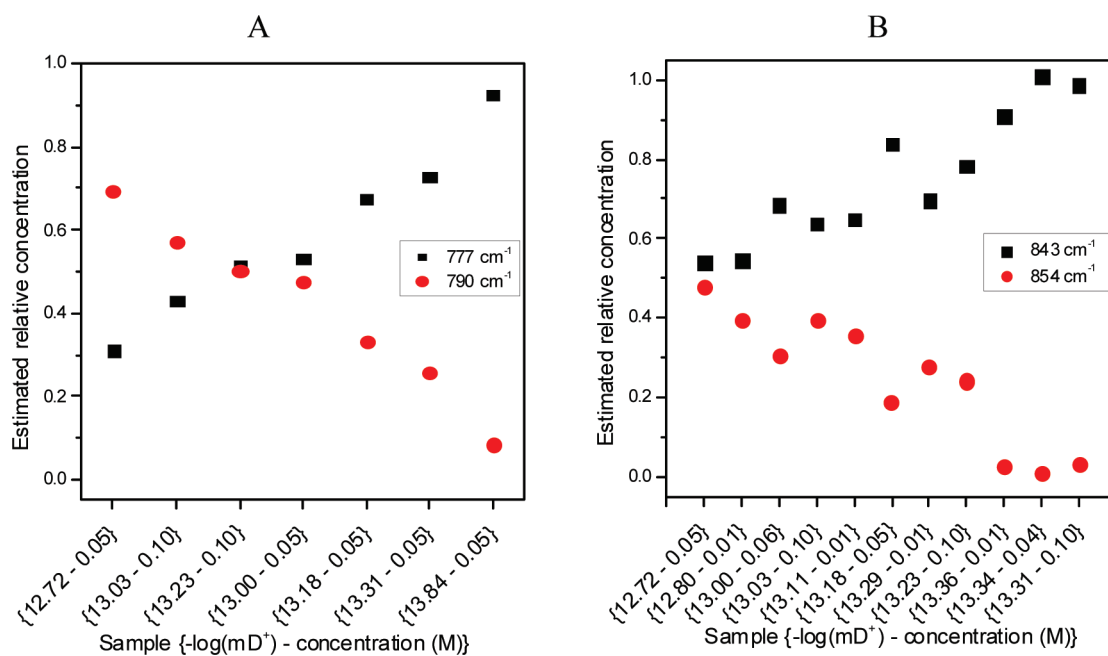 A
Estimated relative concentration
1.0
0.8
0.6
0.4
0.2
0.0
777 cm⁻¹
790 cm⁻¹
{12.72 - 0.05}
{13.03 - 0.10}
{13.23 - 0.10}
{13.00 - 0.05}
{13.18 - 0.05}
{13.31 - 0.05}
{13.84 - 0.05}
Sample {-log(mD⁺) - concentration (M)}
B
Estimated relative concentration
1.0
0.8
0.6
0.4
0.2
0.0
843 cm⁻¹
854 cm⁻¹
{12.72 - 0.05}
{12.80 - 0.01}
{13.00 - 0.06}
{13.03 - 0.10}
{13.11 - 0.01}
{13.18 - 0.05}
{13.29 - 0.01}
{13.23 - 0.10}
{13.36 - 0.01}
{13.34 - 0.04}
{13.31 - 0.10}
Sample {-log(mD⁺) - concentration (M)}